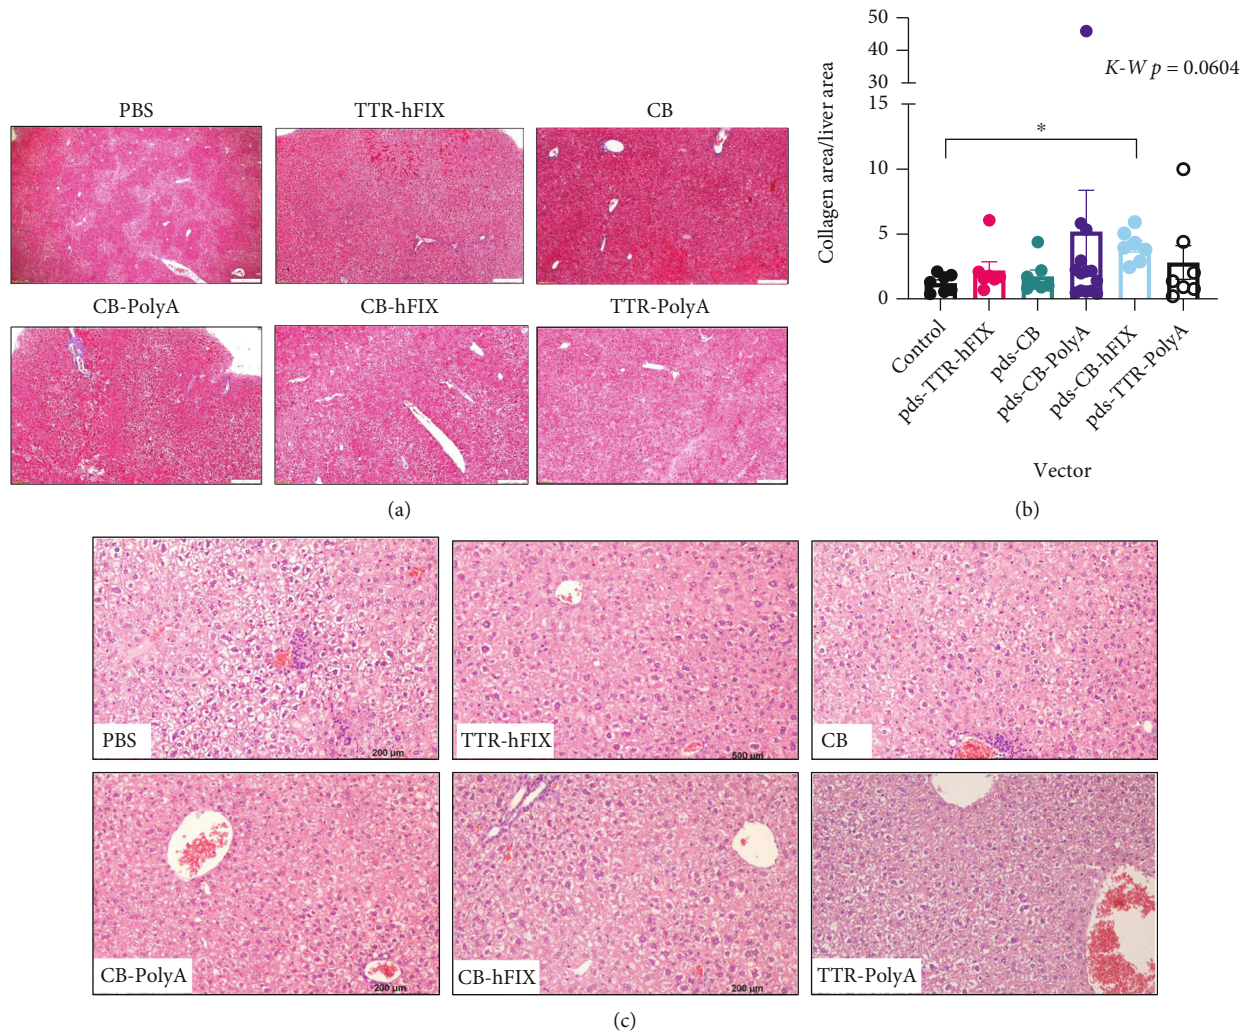 PBS
TTR-hFIX
CB
CB-PolyA
CB-hFIX
TTR-PolyA
(a)
50
40
30
15
10
5
0
Collagen area/liver area
K-W p = 0.0604
*
Control
pds-TTR-hFIX
pds-CB
pds-CB-PolyA
pds-CB-hFIX
pds-TTR-PolyA
Vector
(b)
PBS
200 µm
TTR-hFIX
500 µm
CB
CB-PolyA
200 µm
CB-hFIX
200 µm
TTR-PolyA
(c)